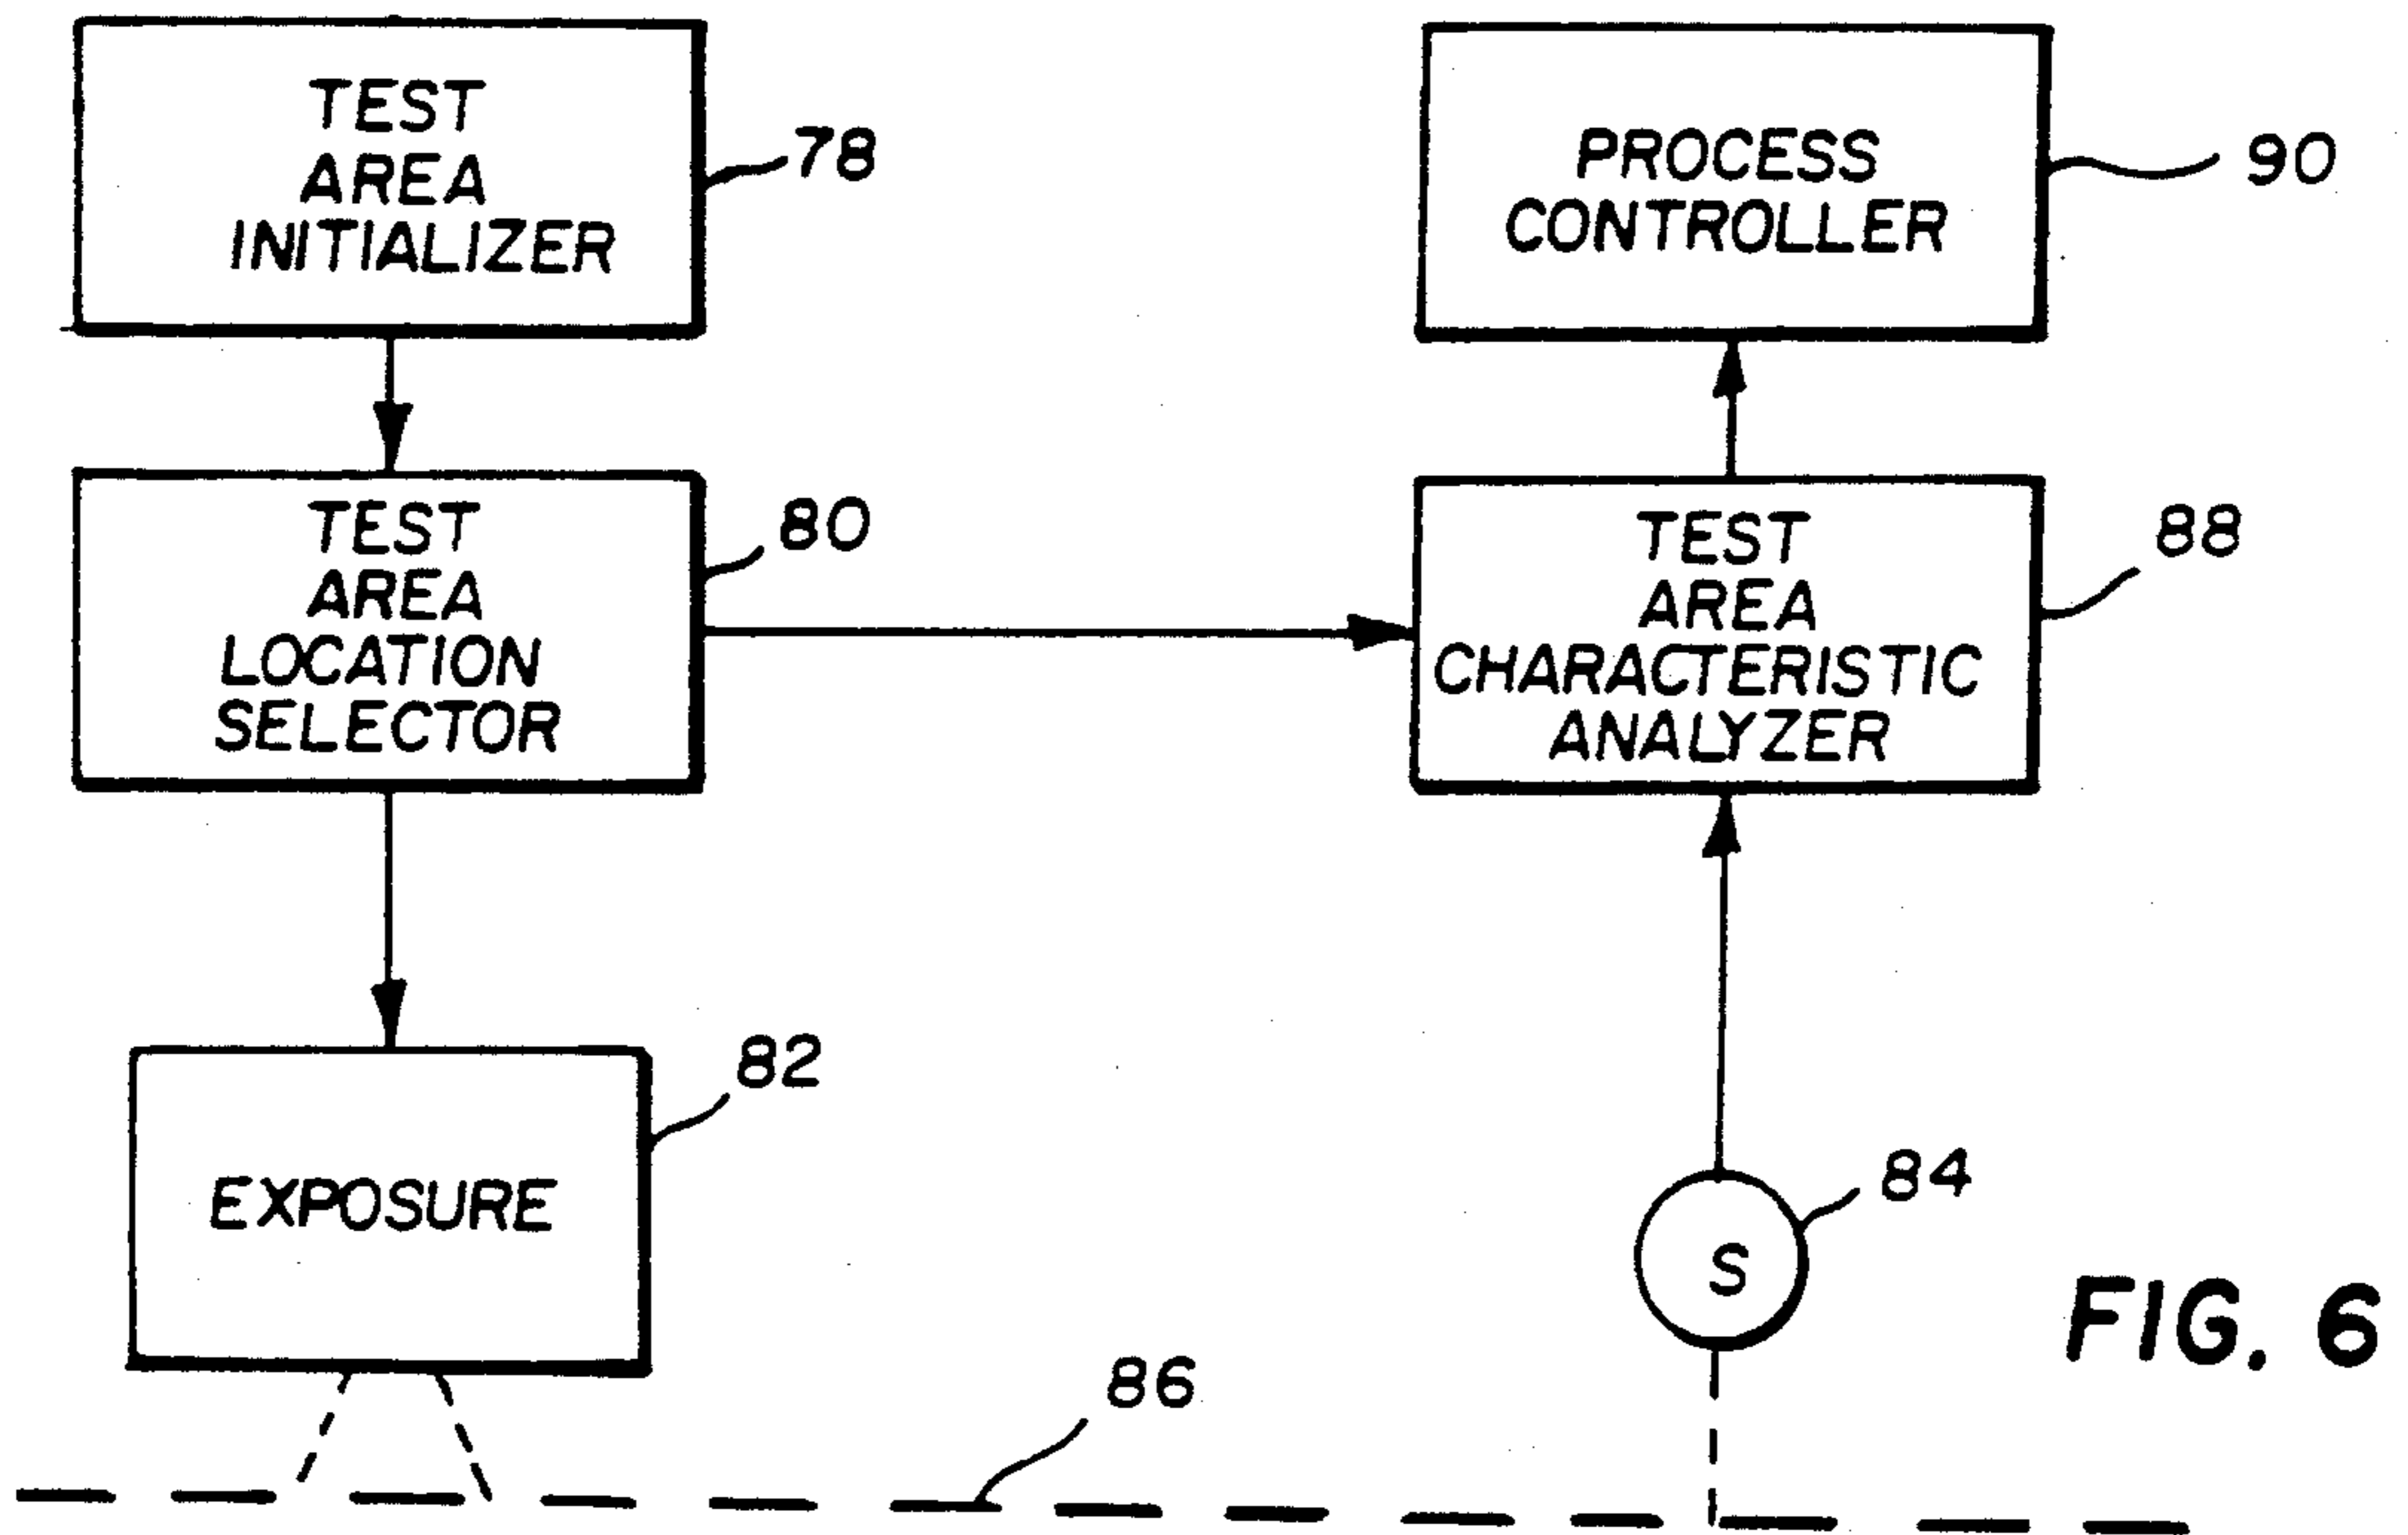 TEST
AREA
INITIALIZER
78
PROCESS
CONTROLLER
90
TEST
AREA
LOCATION
SELECTOR
80
TEST
AREA
CHARACTERISTIC
ANALYZER
88
EXPOSURE
82
S
84
86
FIG. 6